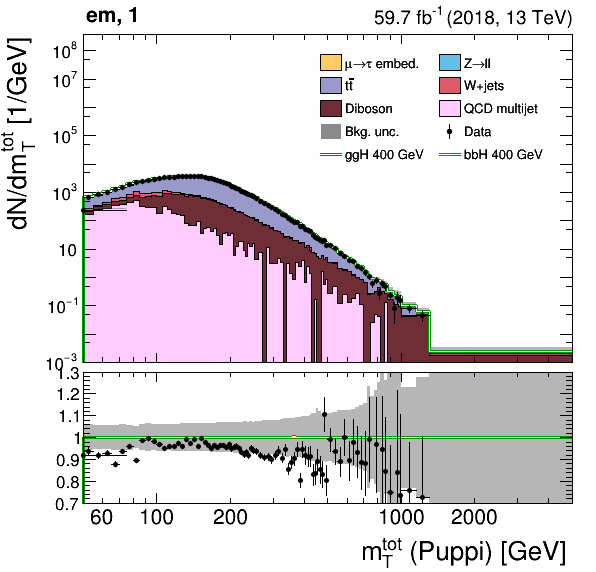 em, 1 59.7 fb⁻¹ (2018, 13 TeV)
dN/dm_T^tot [1/GeV]
10⁸
10⁷
10⁵
10³
10
10⁻¹
10⁻³
μ→τ embed. Z→ll
tt̄ W+jets
Diboson QCD multijet
Bkg. unc. Data
ggH 400 GeV bbH 400 GeV
1.3
1.2
1.1
1
0.9
0.8
0.7
60 100 200 1000 2000
m_T^tot (Puppi) [GeV]